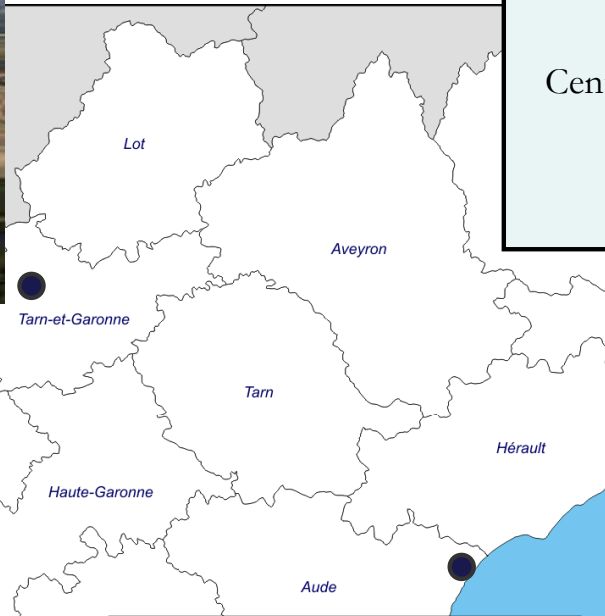 Cen
Lot
Aveyron
Tarn-et-Garonne
Tarn
Hérault
Haute-Garonne
Aude